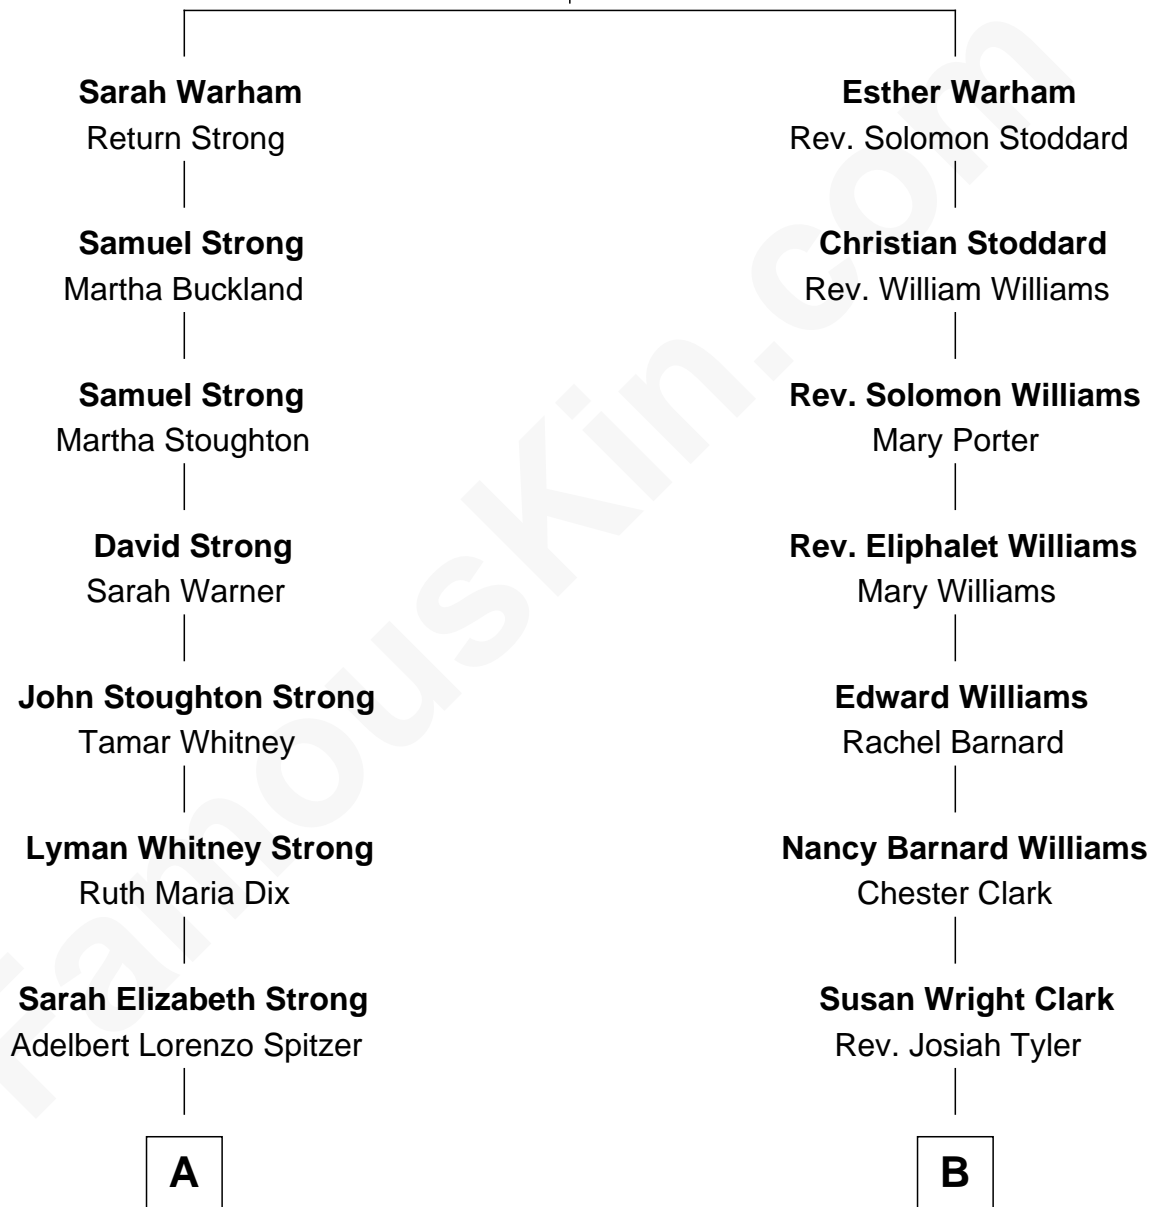 Sarah Warham
Return Strong
Samuel Strong
Martha Buckland
Samuel Strong
Martha Stoughton
David Strong
Sarah Warner
John Stoughton Strong
Tamar Whitney
Lyman Whitney Strong
Ruth Maria Dix
Sarah Elizabeth Strong
Adelbert Lorenzo Spitzer
A
Esther Warham
Rev. Solomon Stoddard
Christian Stoddard
Rev. William Williams
Rev. Solomon Williams
Mary Porter
Rev. Eliphalet Williams
Mary Williams
Edward Williams
Rachel Barnard
Nancy Barnard Williams
Chester Clark
Susan Wright Clark
Rev. Josiah Tyler
B
FamousKin.com